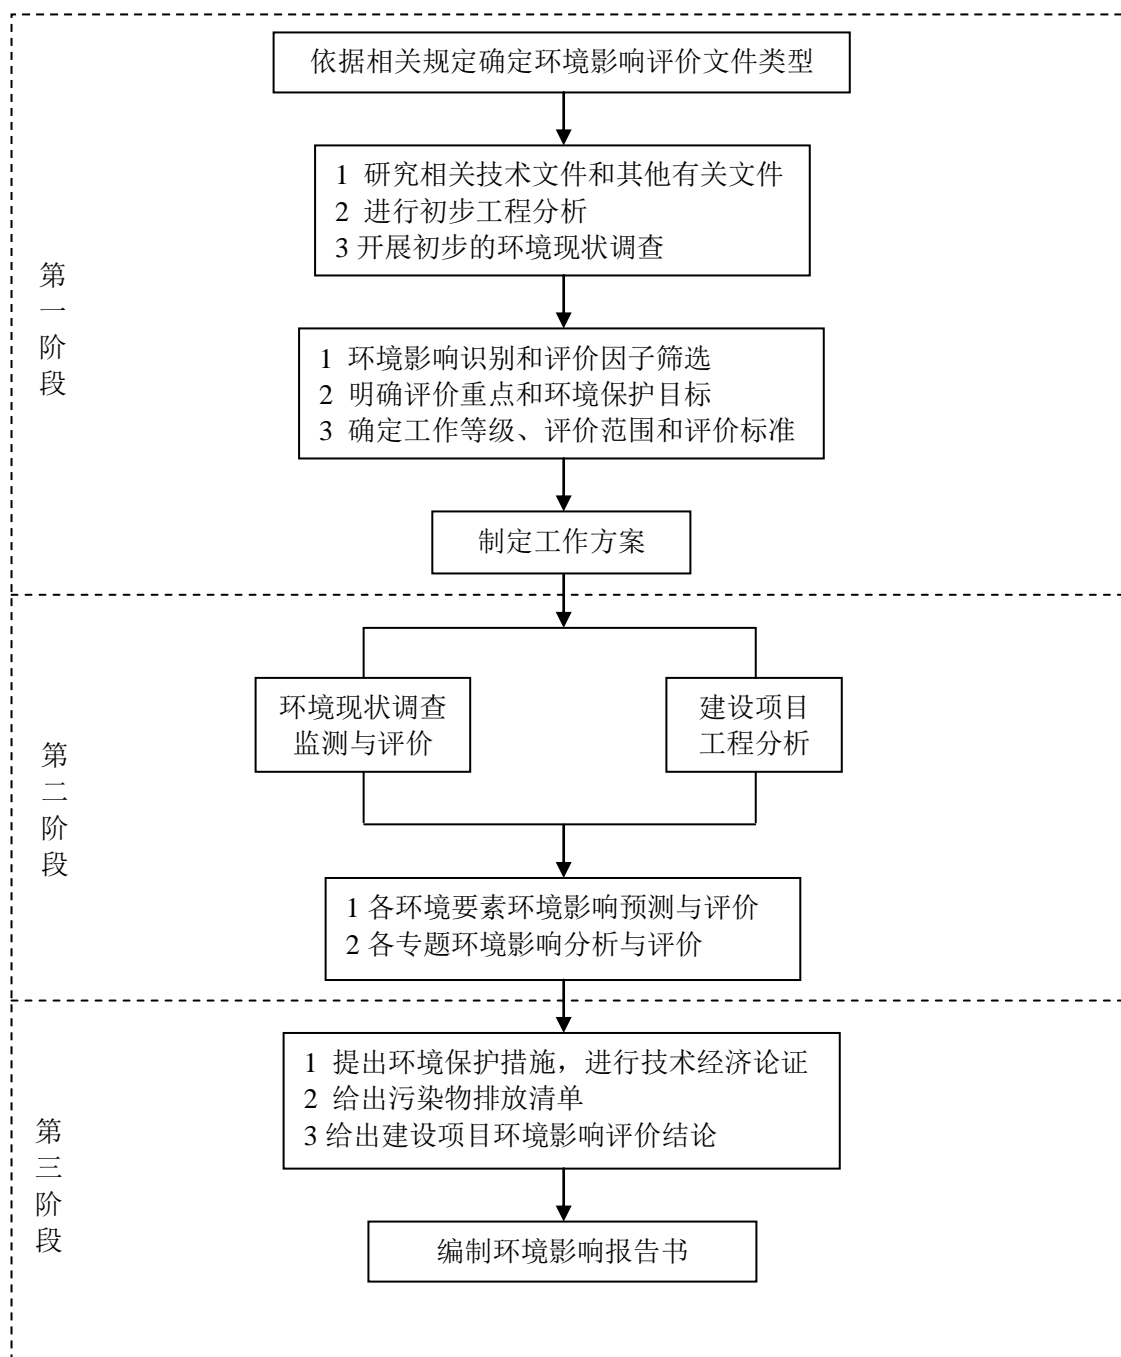 依据相关规定确定环境影响评价文件类型
1 研究相关技术文件和其他有关文件
2 进行初步工程分析
3 开展初步的环境现状调查
第一阶段
1 环境影响识别和评价因子筛选
2 明确评价重点和环境保护目标
3 确定工作等级、评价范围和评价标准
制定工作方案
环境现状调查
监测与评价
建设项目
工程分析
第二阶段
1 各环境要素环境影响预测与评价
2 各专题环境影响分析与评价
1 提出环境保护措施，进行技术经济论证
2 给出污染物排放清单
3 给出建设项目环境影响评价结论
第三阶段
编制环境影响报告书